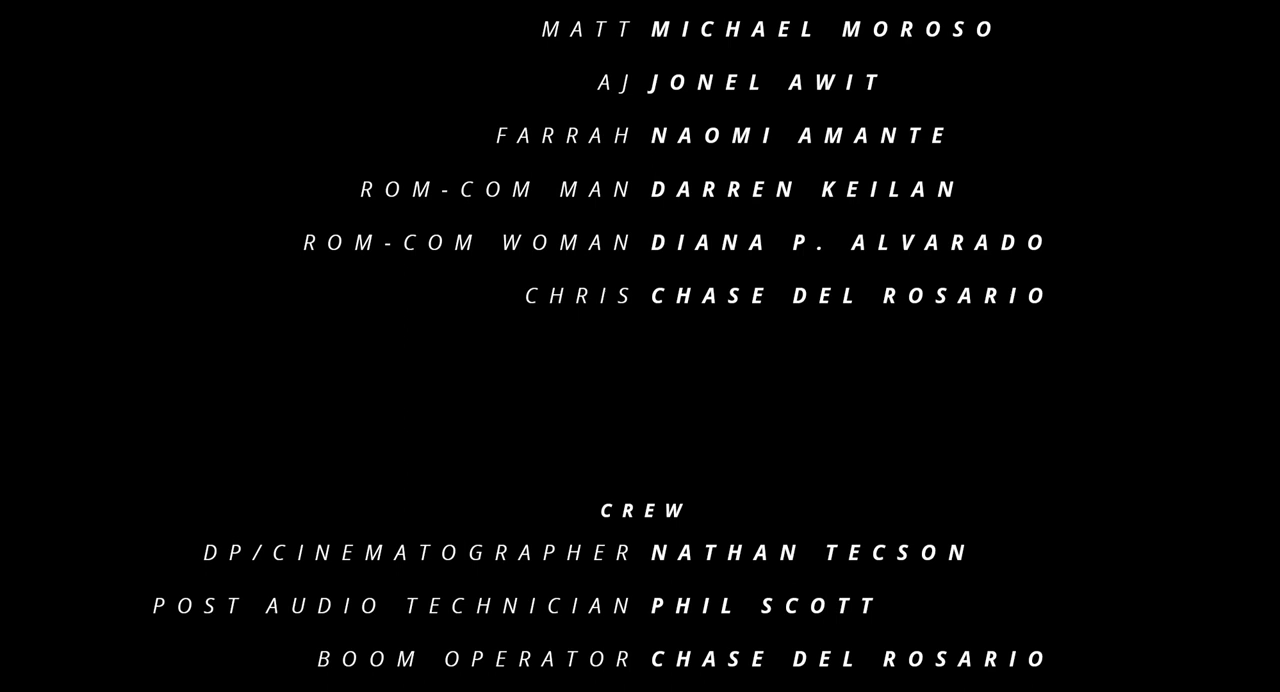 MATT MICHAEL MOROSO
AJ JONEL AWIT
FARRAH NAOMI AMANTE
ROM-COM MAN DARREN KEILAN
ROM-COM WOMAN DIANA P. ALVARADO
CHRIS CHASE DEL ROSARIO
CREW
DP/CINEMATOGRAPHER NATHAN TECSON
POST AUDIO TECHNICIAN PHIL SCOTT
BOOM OPERATOR CHASE DEL ROSARIO